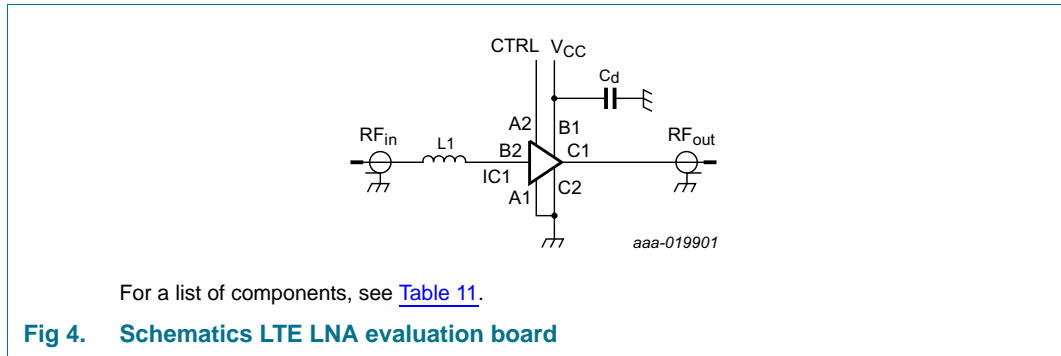 CTRL VCC
Cd
A2 B1
RFin L1 B2 C1 RFout
IC1
A1 C2
aaa-019901
For a list of components, see Table 11.
Fig 4. Schematics LTE LNA evaluation board